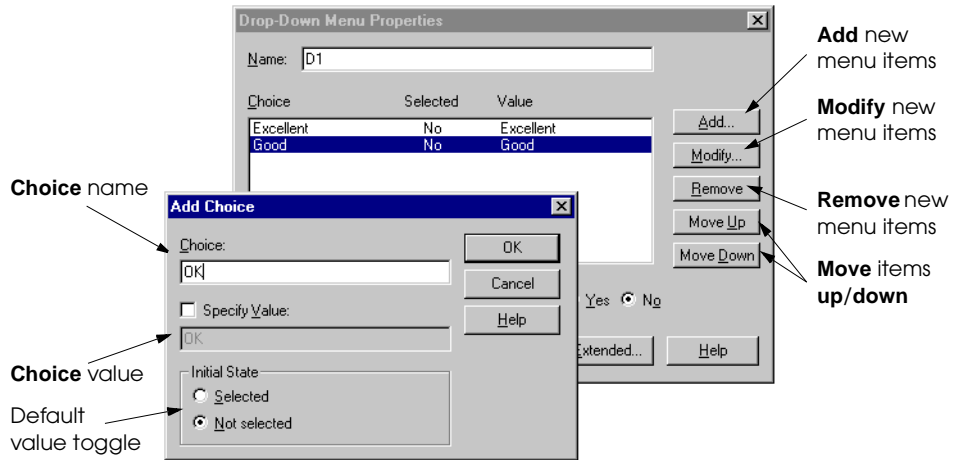 Drop-Down Menu Properties
Name: D1
Choice Selected Value
Excellent No Excellent
Good No Good
Add...
Modify...
Remove
Move Up
Move Down
Yes No
Extended... Help
Add Choice
Choice:
OK
Specify Value:
OK
Initial State
Selected
Not selected
OK
Cancel
Help
Add new
menu items
Modify new
menu items
Remove new
menu items
Move items
up/down
Choice name
Choice value
Default
value toggle